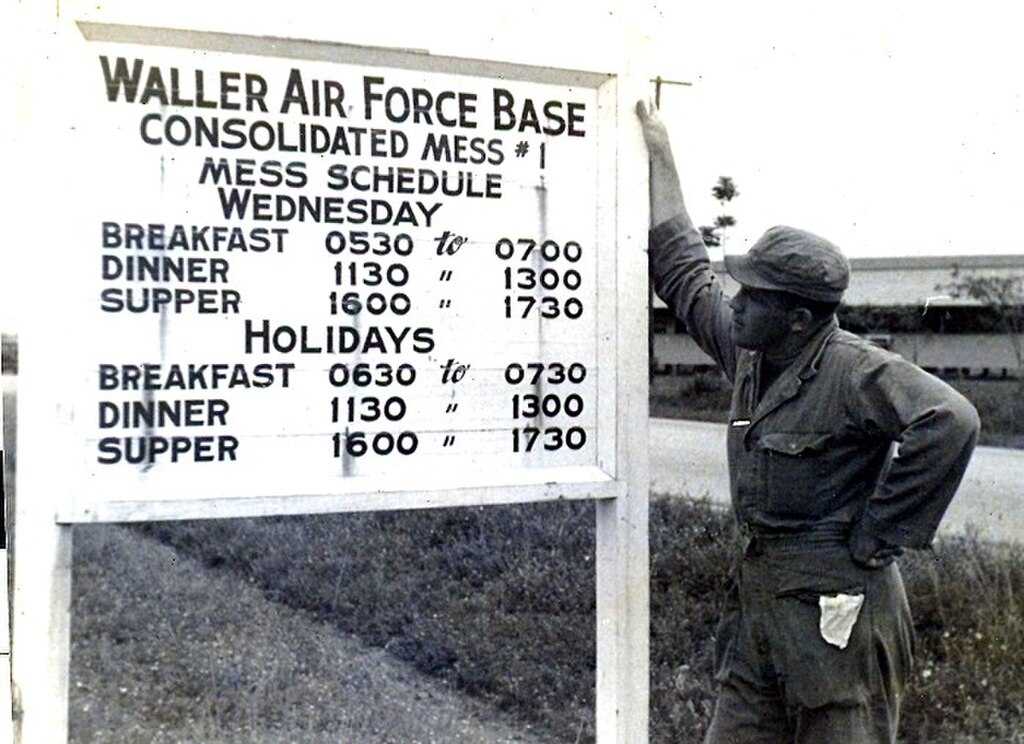 WALLER AIR FORCE BASE
CONSOLIDATED MESS #1
MESS SCHEDULE
WEDNESDAY
BREAKFAST 0530 to 0700
DINNER 1130 " 1300
SUPPER 1600 " 1730
HOLIDAYS
BREAKFAST 0630 to 0730
DINNER 1130 " 1300
SUPPER 1600 " 1730